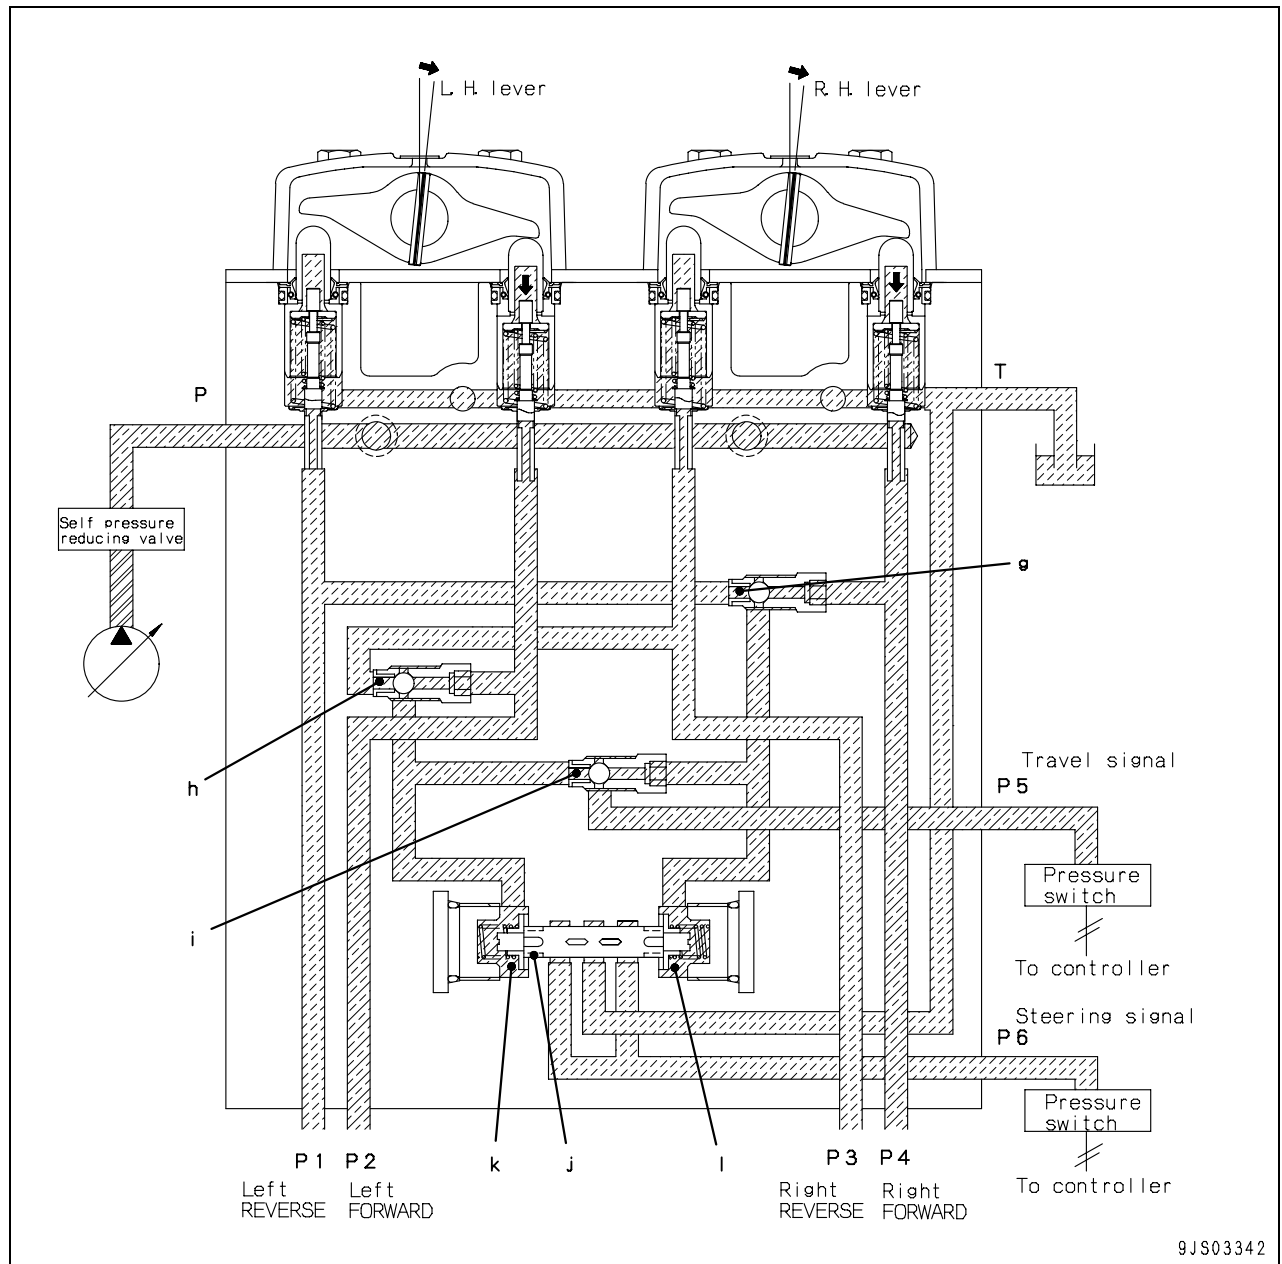 L. H. lever
R. H. lever
P
T
Self pressure
reducing valve
g
h
i
Travel signal
P5
Pressure
switch
To controller
Steering signal
P6
Pressure
switch
To controller
k
j
l
P1
P2
P3
P4
Left
REVERSE
Left
FORWARD
Right
REVERSE
Right
FORWARD
9JS03342